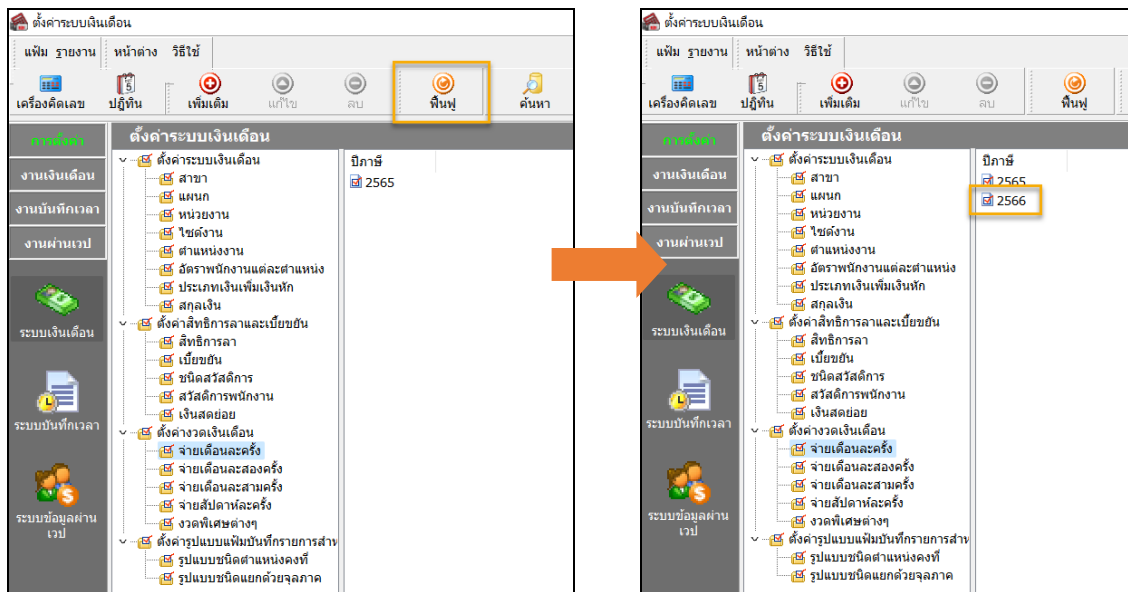 ตั้งค่าระบบเงินเดือน
แฟ้ม รายงาน หน้าต่าง วิธีใช้
เครื่องคิดเลข ปฏิทิน เพิ่มเติม แก้ไข ลบ ฟื้นฟู ค้นหา
การตั้งค่า
งานเงินเดือน
งานบันทึกเวลา
งานผ่านเวป
ระบบเงินเดือน
ระบบบันทึกเวลา
ระบบข้อมูลผ่าน
เวป
ตั้งค่าระบบเงินเดือน
ตั้งค่าระบบเงินเดือน
สาขา
แผนก
หน่วยงาน
ไซด์งาน
ตำแหน่งงาน
อัตราพนักงานแต่ละตำแหน่ง
ประเภทเงินเพิ่มเงินหัก
สกุลเงิน
ตั้งค่าสิทธิการลาและเบี้ยขยัน
สิทธิการลา
เบี้ยขยัน
ชนิดสวัสดิการ
สวัสดิการพนักงาน
เงินสดย่อย
ตั้งค่างวดเงินเดือน
จ่ายเดือนละครั้ง
จ่ายเดือนละสองครั้ง
จ่ายเดือนละสามครั้ง
จ่ายสัปดาห์ละครั้ง
งวดพิเศษต่างๆ
ตั้งค่ารูปแบบแฟ้มบันทึกรายการสำห
รูปแบบชนิดตำแหน่งคงที่
รูปแบบชนิดแยกด้วยจุลภาค
ปีภาษี
2565
ตั้งค่าระบบเงินเดือน
แฟ้ม รายงาน หน้าต่าง วิธีใช้
เครื่องคิดเลข ปฏิทิน เพิ่มเติม แก้ไข ลบ ฟื้นฟู
การตั้งค่า
งานเงินเดือน
งานบันทึกเวลา
งานผ่านเวป
ระบบเงินเดือน
ระบบบันทึกเวลา
ระบบข้อมูลผ่าน
เวป
ตั้งค่าระบบเงินเดือน
ตั้งค่าระบบเงินเดือน
สาขา
แผนก
หน่วยงาน
ไซด์งาน
ตำแหน่งงาน
อัตราพนักงานแต่ละตำแหน่ง
ประเภทเงินเพิ่มเงินหัก
สกุลเงิน
ตั้งค่าสิทธิการลาและเบี้ยขยัน
สิทธิการลา
เบี้ยขยัน
ชนิดสวัสดิการ
สวัสดิการพนักงาน
เงินสดย่อย
ตั้งค่างวดเงินเดือน
จ่ายเดือนละครั้ง
จ่ายเดือนละสองครั้ง
จ่ายเดือนละสามครั้ง
จ่ายสัปดาห์ละครั้ง
งวดพิเศษต่างๆ
ตั้งค่ารูปแบบแฟ้มบันทึกรายการสำห
รูปแบบชนิดตำแหน่งคงที่
รูปแบบชนิดแยกด้วยจุลภาค
ปีภาษี
2565
2566